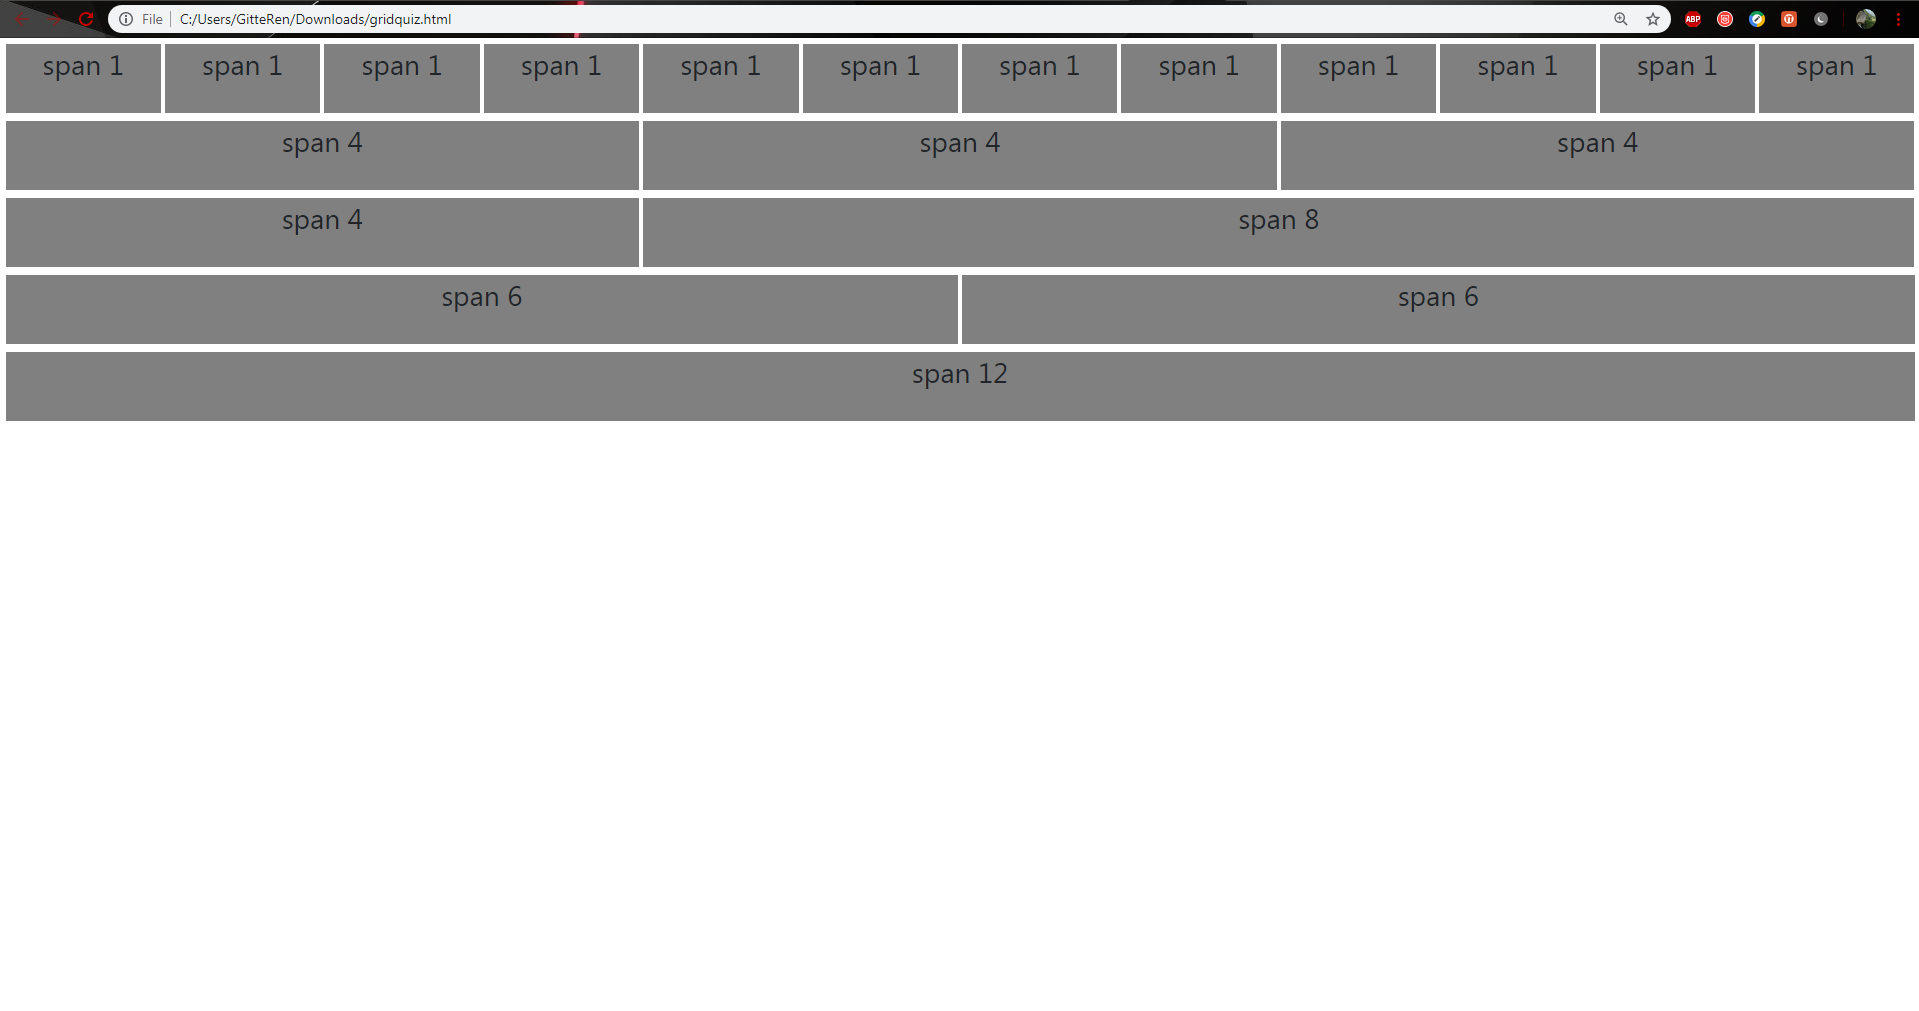 File C:/Users/GitteRen/Downloads/gridquiz.html ABP
span 1 span 1 span 1 span 1 span 1 span 1 span 1 span 1 span 1 span 1 span 1 span 1
span 4 span 4 span 4
span 4 span 8
span 6 span 6
span 12